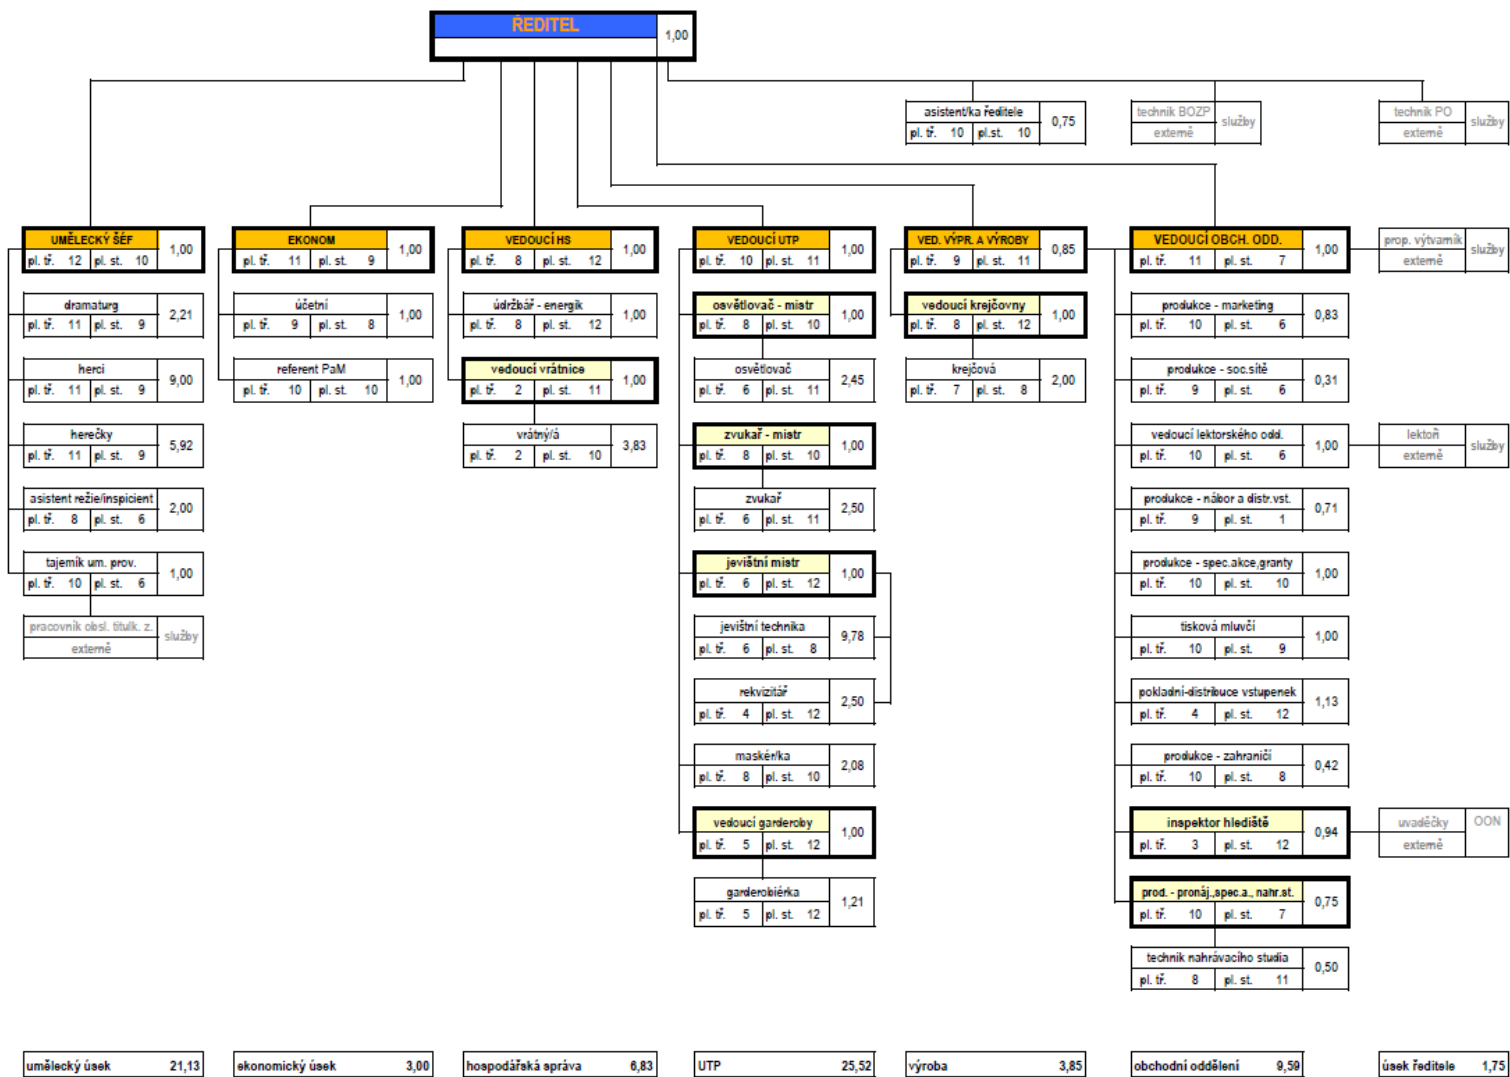 ŘEDITEL 1,00
asistent/ka ředitele 0,75
pl. tř. 10 pl.st. 10
technik BOZP služby
externě
technik PO služby
externě
UMĚLECKÝ ŠÉF 1,00
pl. tř. 12 pl. st. 10
dramaturg 2,21
pl. tř. 11 pl. st. 9
herci 9,00
pl. tř. 11 pl. st. 9
herečky 5,92
pl. tř. 11 pl. st. 9
asistent režie/inspicient 2,00
pl. tř. 8 pl. st. 6
tajemík um. prov. 1,00
pl. tř. 10 pl. st. 6
pracovník obsl. titulk. z. služby
externě
EKONOM 1,00
pl. tř. 11 pl. st. 9
účetní 1,00
pl. tř. 9 pl. st. 8
referent PaM 1,00
pl. tř. 10 pl. st. 10
VEDOUCÍ HS 1,00
pl. tř. 8 pl. st. 12
údržbář - energik 1,00
pl. tř. 8 pl. st. 12
vedoucí vrátnice 1,00
pl. tř. 2 pl. st. 11
vrátný/á 3,83
pl. tř. 2 pl. st. 10
VEDOUCÍ UTP 1,00
pl. tř. 10 pl. st. 11
osvětlovač - mistr 1,00
pl. tř. 8 pl. st. 10
osvětlovač 2,45
pl. tř. 6 pl. st. 11
zvukař - mistr 1,00
pl. tř. 8 pl. st. 10
zvukař 2,50
pl. tř. 6 pl. st. 11
jevištní mistr 1,00
pl. tř. 6 pl. st. 12
jevištní technika 9,78
pl. tř. 6 pl. st. 8
rekvizitář 2,50
pl. tř. 4 pl. st. 12
maskér/ka 2,08
pl. tř. 8 pl. st. 10
vedoucí garderoby 1,00
pl. tř. 5 pl. st. 12
garderobiérka 1,21
pl. tř. 5 pl. st. 12
VED. VÝPR. A VÝROBY 0,85
pl. tř. 9 pl. st. 11
vedoucí krejčovny 1,00
pl. tř. 8 pl. st. 12
krejčová 2,00
pl. tř. 7 pl. st. 8
VEDOUCÍ OBCH. ODD. 1,00
pl. tř. 11 pl. st. 7
prop. výtvarník služby
externě
produkce - marketing 0,83
pl. tř. 10 pl. st. 6
produkce - soc.sítě 0,31
pl. tř. 9 pl. st. 6
vedoucí lektorského odd. 1,00
pl. tř. 10 pl. st. 6
lektoři služby
externě
produkce - nábor a distr.vst. 0,71
pl. tř. 9 pl. st. 1
produkce - spec.akce,granty 1,00
pl. tř. 10 pl. st. 10
tisková mluvčí 1,00
pl. tř. 10 pl. st. 9
pokladní-distribuce vstupenek 1,13
pl. tř. 4 pl. st. 12
produkce - zahraničí 0,42
pl. tř. 10 pl. st. 8
inspektor hlediště 0,94
pl. tř. 3 pl. st. 12
uvaděčky OON
externě
prod. - pronáj.,spec.a., nahr.st. 0,75
pl. tř. 10 pl. st. 7
technik nahrávacího studia 0,50
pl. tř. 8 pl. st. 11
umělecký úsek 21,13
ekonomický úsek 3,00
hospodářská správa 6,83
UTP 25,52
výroba 3,85
obchodní oddělení 9,59
úsek ředitele 1,75